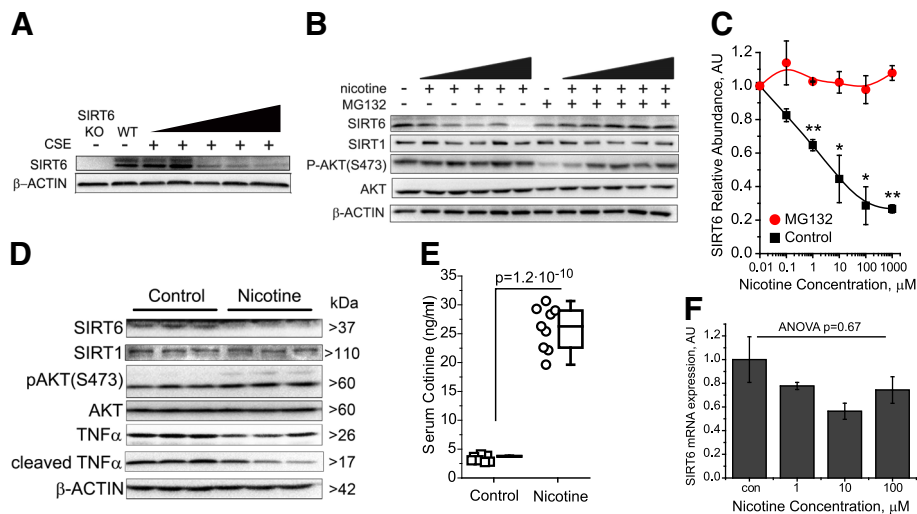 A
SIRT6
KO WT
CSE - - + + + + +
SIRT6
β-ACTIN
B
nicotine - + + + + + - + + + + +
MG132 - - - - - - + + + + + +
SIRT6
SIRT1
P-AKT(S473)
AKT
β-ACTIN
C
SIRT6 Relative Abundance, AU
1.2
1.0
0.8
0.6
0.4
0.2
0.0
**
*
*
**
MG132
Control
0.01 0.1 1 10 100 1000
Nicotine Concentration, μM
D
Control Nicotine kDa
SIRT6 >37
SIRT1 >110
pAKT(S473) >60
AKT >60
TNFα >26
cleaved TNFα >17
β-ACTIN >42
E
p=1.2·10-10
Serum Cotinine (ng/ml)
35
30
25
20
15
10
5
0
Control Nicotine
F
SIRT6 mRNA expression, AU
ANOVA p=0.67
1.2
1.0
0.8
0.6
0.4
0.2
0.0
con 1 10 100
Nicotine Concentration, μM